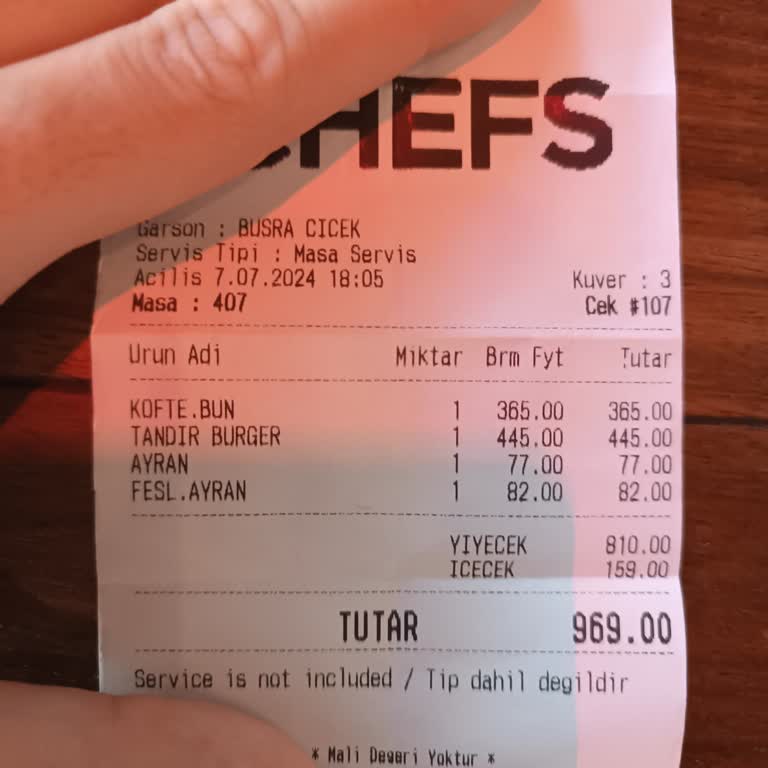 CHEFS
Garson : BUSRA CICEK
Servis Tipi : Masa Servis
Acilis 7.07.2024 18:05 Kuver : 3
Masa : 407 Cek #107
Urun Adi Miktar Brm Fyt Tutar
KOFTE.BUN 1 365.00 365.00
TANDIR BURGER 1 445.00 445.00
AYRAN 1 77.00 77.00
FESL.AYRAN 1 82.00 82.00
YIYECEK 810.00
ICECEK 159.00
TUTAR 969.00
Service is not included / Tip dahil degildir
* Mali Degeri Yoktur *